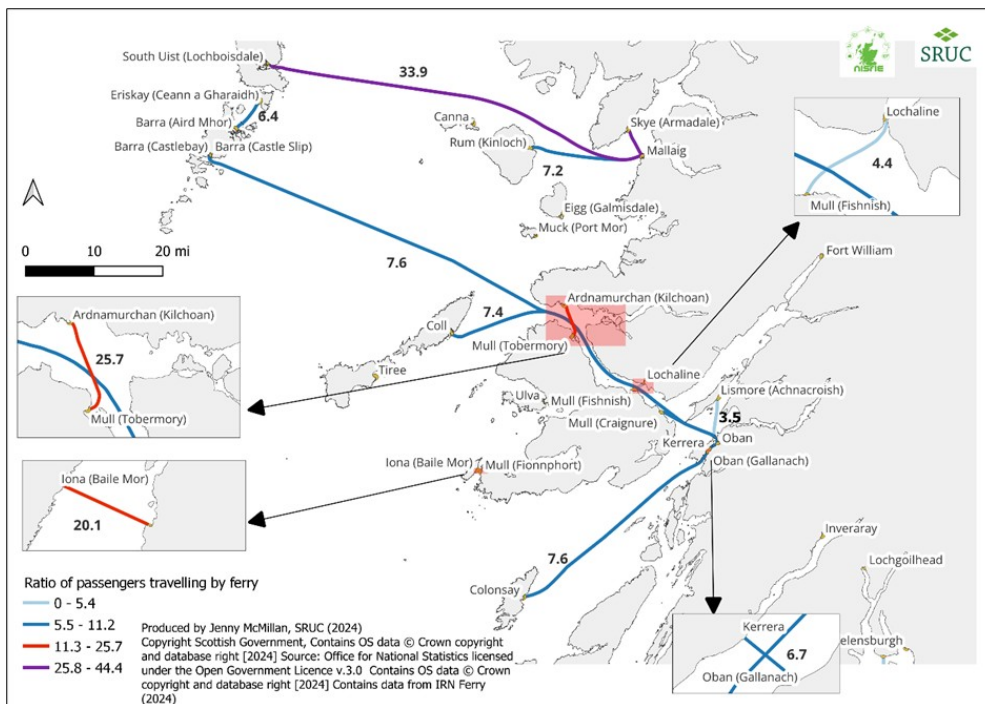 South Uist (Lochboisdale)
33.9
NISRIE
SRUC
Eriskay (Ceann a Gharaidh)
6.4
Barra (Aird Mhor)
Barra (Castlebay)
Barra (Castle Slip)
Canna
Rum (Kinloch)
7.2
Skye (Armadale)
Mallaig
Lochaline
4.4
Mull (Fishnish)
Eigg (Galmisdale)
Muck (Port Mor)
0 10 20 mi
7.6
Fort William
Ardnamurchan (Kilchoan)
25.7
Mull (Tobermory)
Ardnamurchan (Kilchoan)
7.4
Coll
Mull (Tobermory)
Tiree
Lochaline
Ulva
Mull (Fishnish)
Mull (Craignure)
Lismore (Achnacroish)
3.5
Oban
Kerrera
Oban (Gallanach)
Iona (Baile Mor)
Mull (Fionnphort)
Iona (Baile Mor)
20.1
Inveraray
Lochgoilhead
7.6
Colonsay
Kerrera
6.7
Oban (Gallanach)
elensburgh
Ratio of passengers travelling by ferry
0 - 5.4
5.5 - 11.2
11.3 - 25.7
25.8 - 44.4
Produced by Jenny McMillan, SRUC (2024)
Copyright Scottish Government, Contains OS data © Crown copyright
and database right [2024] Source: Office for National Statistics licensed
under the Open Government Licence v.3.0 Contains OS data © Crown
copyright and database right [2024] Contains data from IRN Ferry
(2024)